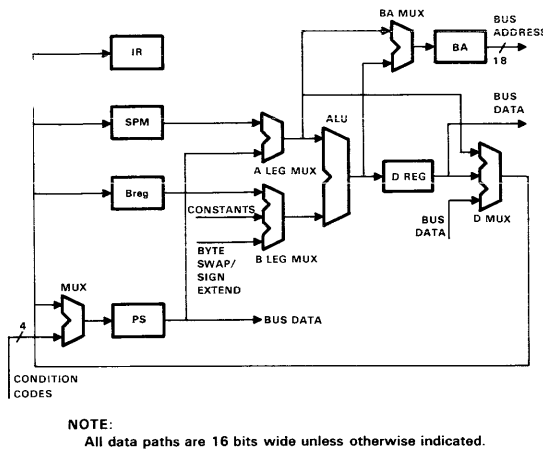 BA MUX
BUS
ADDRESS
IR
BA
18
SPM
ALU
BUS
DATA
A LEG MUX
D REG
Breg
CONSTANTS
BUS
DATA
D MUX
BYTE
SWAP/
SIGN
EXTEND
B LEG MUX
MUX
4
PS
BUS DATA
CONDITION
CODES
NOTE:
All data paths are 16 bits wide unless otherwise indicated.